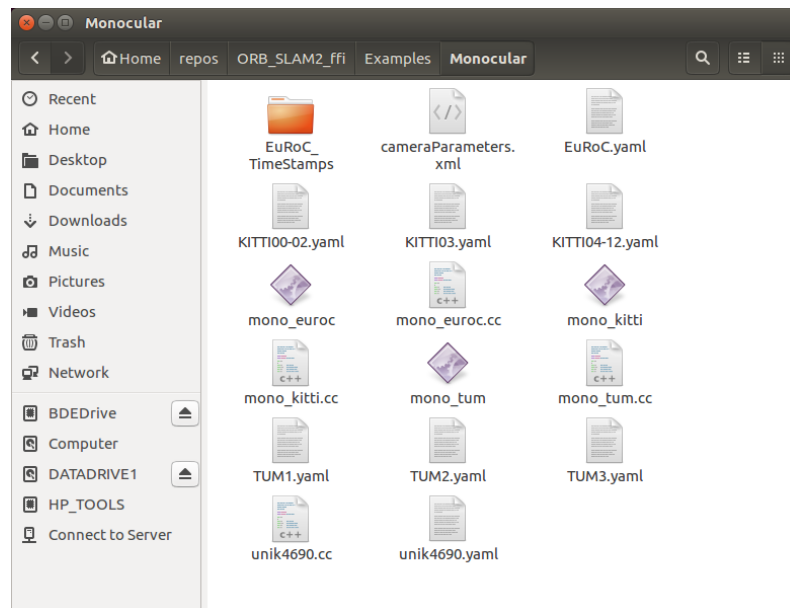 Monocular
Home repos ORB_SLAM2_ffi Examples Monocular
Recent
Home
Desktop
Documents
Downloads
Music
Pictures
Videos
Trash
Network
BDEDrive
Computer
DATADRIVE1
HP_TOOLS
Connect to Server
EuRoC_
TimeStamps
cameraParameters.
xml
EuRoC.yaml
KITTI00-02.yaml
KITTI03.yaml
KITTI04-12.yaml
mono_euroc
c++
mono_euroc.cc
mono_kitti
c++
mono_kitti.cc
mono_tum
c++
mono_tum.cc
TUM1.yaml
TUM2.yaml
TUM3.yaml
c++
unik4690.cc
unik4690.yaml